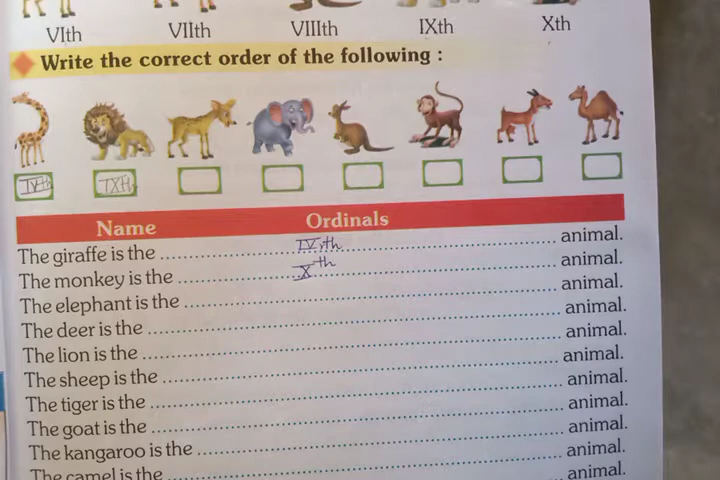 VIth VIIth VIIIth IXth Xth
Write the correct order of the following :
IVth IXth
Name Ordinals
The giraffe is the IVth animal.
The monkey is the Xth animal.
The elephant is the animal.
The deer is the animal.
The lion is the animal.
The sheep is the animal.
The tiger is the animal.
The goat is the animal.
The kangaroo is the animal.
The camel is the animal.